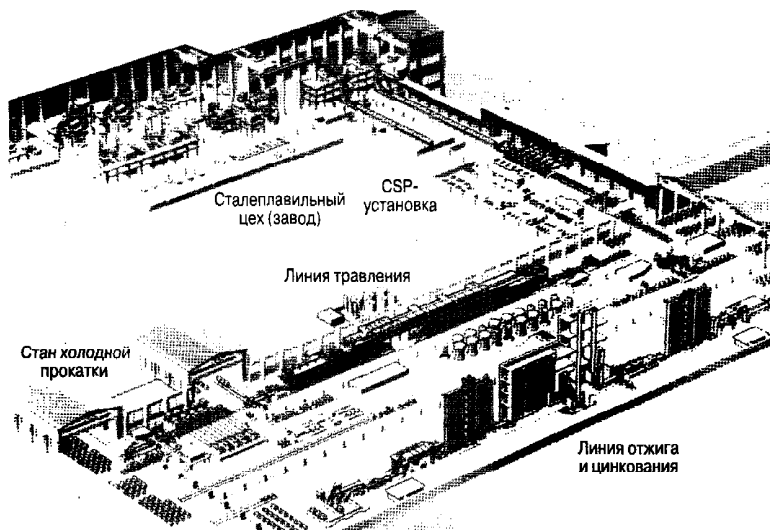 Сталеплавильный
цех (завод)
CSP-
установка
Линия травления
Стан холодной
прокатки
Линия отжига
и цинкования